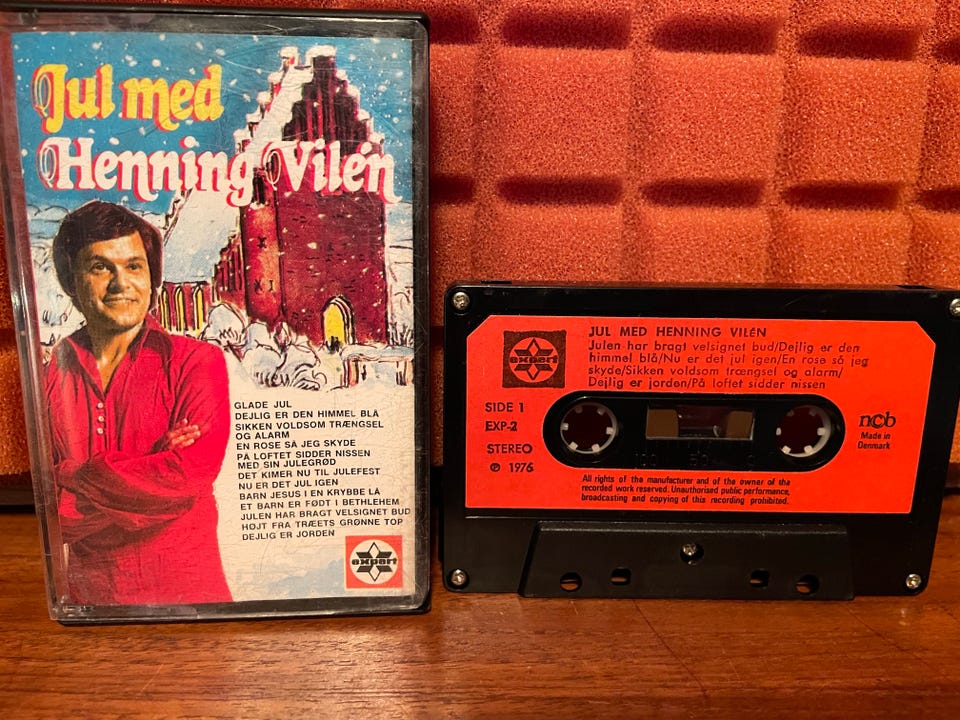 Jul med
Henning Vilén
GLADE JUL
DEJLIG ER DEN HIMMEL BLÅ
SIKKEN VOLDSOM TRÆNGSEL
OG ALARM
EN ROSE SÅ JEG SKYDE
PÅ LOFTET SIDDER NISSEN
MED SIN JULEGRØD
DET KIMER NU TIL JULEFEST
NU ER DET JUL IGEN
BARN JESUS I EN KRYBBE LÅ
ET BARN ER FØDT I BETHLEHEM
JULEN HAR BRAGT VELSIGNET BUD
HØJT FRA TRÆETS GRØNNE TOP
DEJLIG ER JORDEN
expert
expert
JUL MED HENNING VILÉN
Julen har bragt velsignet bud/Dejlig er den
himmel blå/Nu er det jul igen/En rose så jeg
skyde/Sikken voldsom trængsel og alarm/
Dejlig er jorden/På loftet sidder nissen
SIDE 1
EXP-2
STEREO
℗ 1976
ncb
Made in
Denmark
All rights of the manufacturer and of the owner of the
recorded work reserved. Unauthorised public performance,
broadcasting and copying of this recording prohibited.